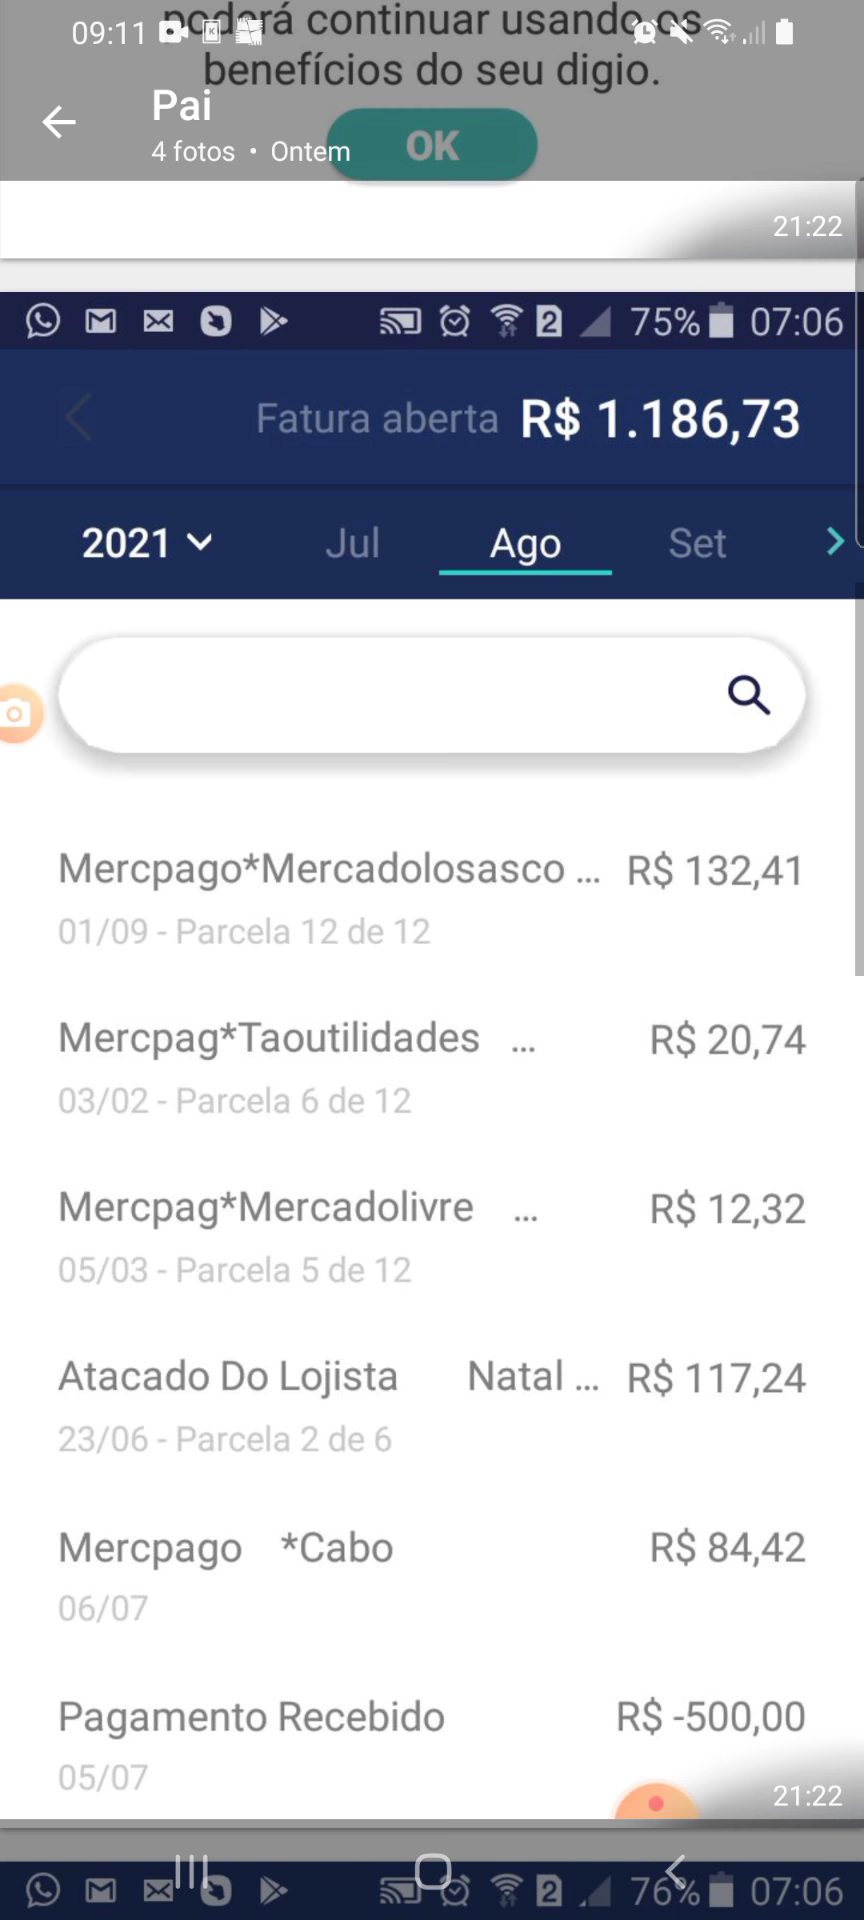 poderá continuar usando os
09:11
benefícios do seu digio.
Pai
4 fotos • Ontem
OK
21:22
2 75% 07:06
Fatura aberta R$ 1.186,73
2021 Jul Ago Set
Mercpago*Mercadolosasco ... R$ 132,41
01/09 - Parcela 12 de 12
Mercpag*Taoutilidades ... R$ 20,74
03/02 - Parcela 6 de 12
Mercpag*Mercadolivre ... R$ 12,32
05/03 - Parcela 5 de 12
Atacado Do Lojista Natal ... R$ 117,24
23/06 - Parcela 2 de 6
Mercpago *Cabo R$ 84,42
06/07
Pagamento Recebido R$ -500,00
05/07
21:22
2 76% 07:06